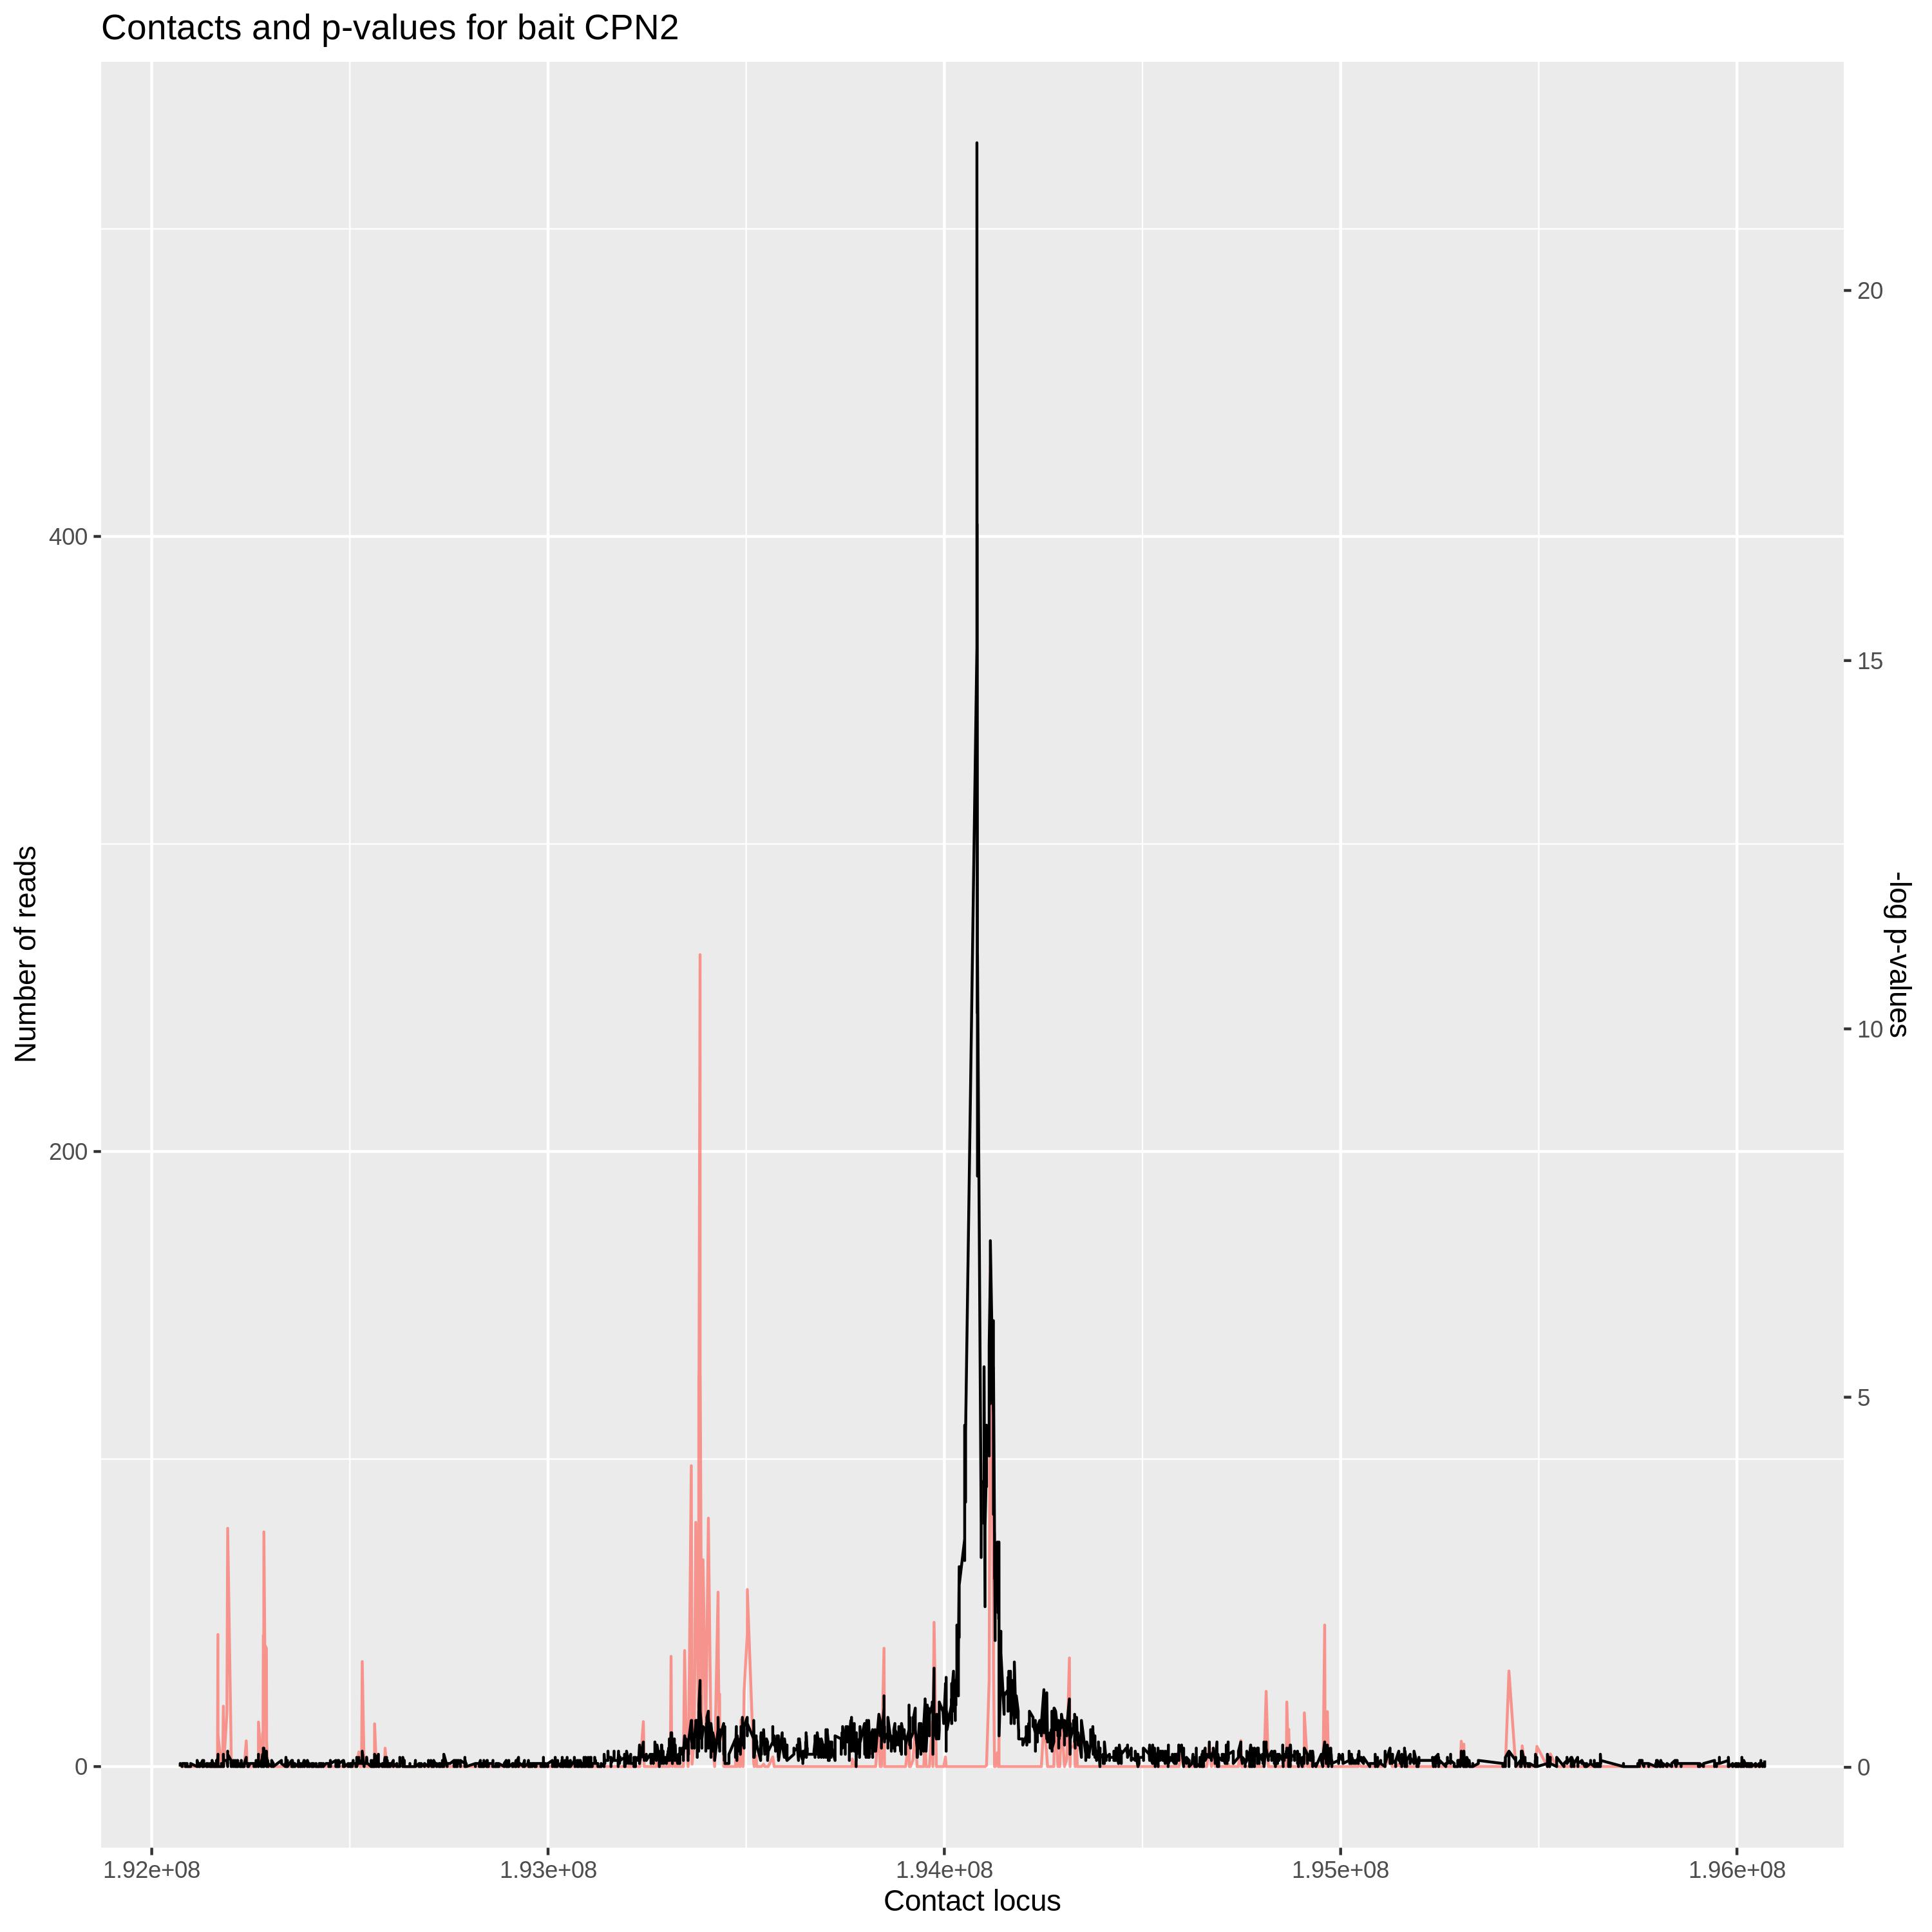 Contacts and p-values for bait CPN2
Number of reads
400
200
0
20
15
10
5
0
-log p-values
1.92e+08 1.93e+08 1.94e+08 1.95e+08 1.96e+08
Contact locus